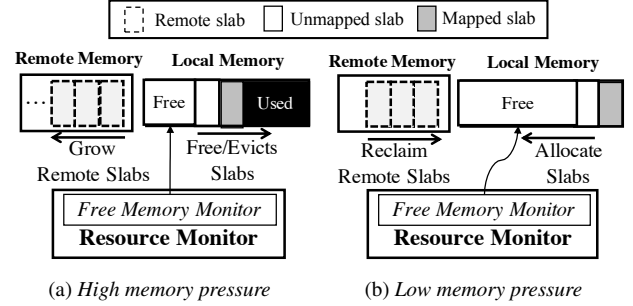 Remote slab Unmapped slab Mapped slab
Remote Memory Local Memory Remote Memory Local Memory
... Free Used Free
Grow Free/Evicts Reclaim Allocate
Remote Slabs Slabs Remote Slabs Slabs
Free Memory Monitor Free Memory Monitor
Resource Monitor Resource Monitor
(a) High memory pressure (b) Low memory pressure